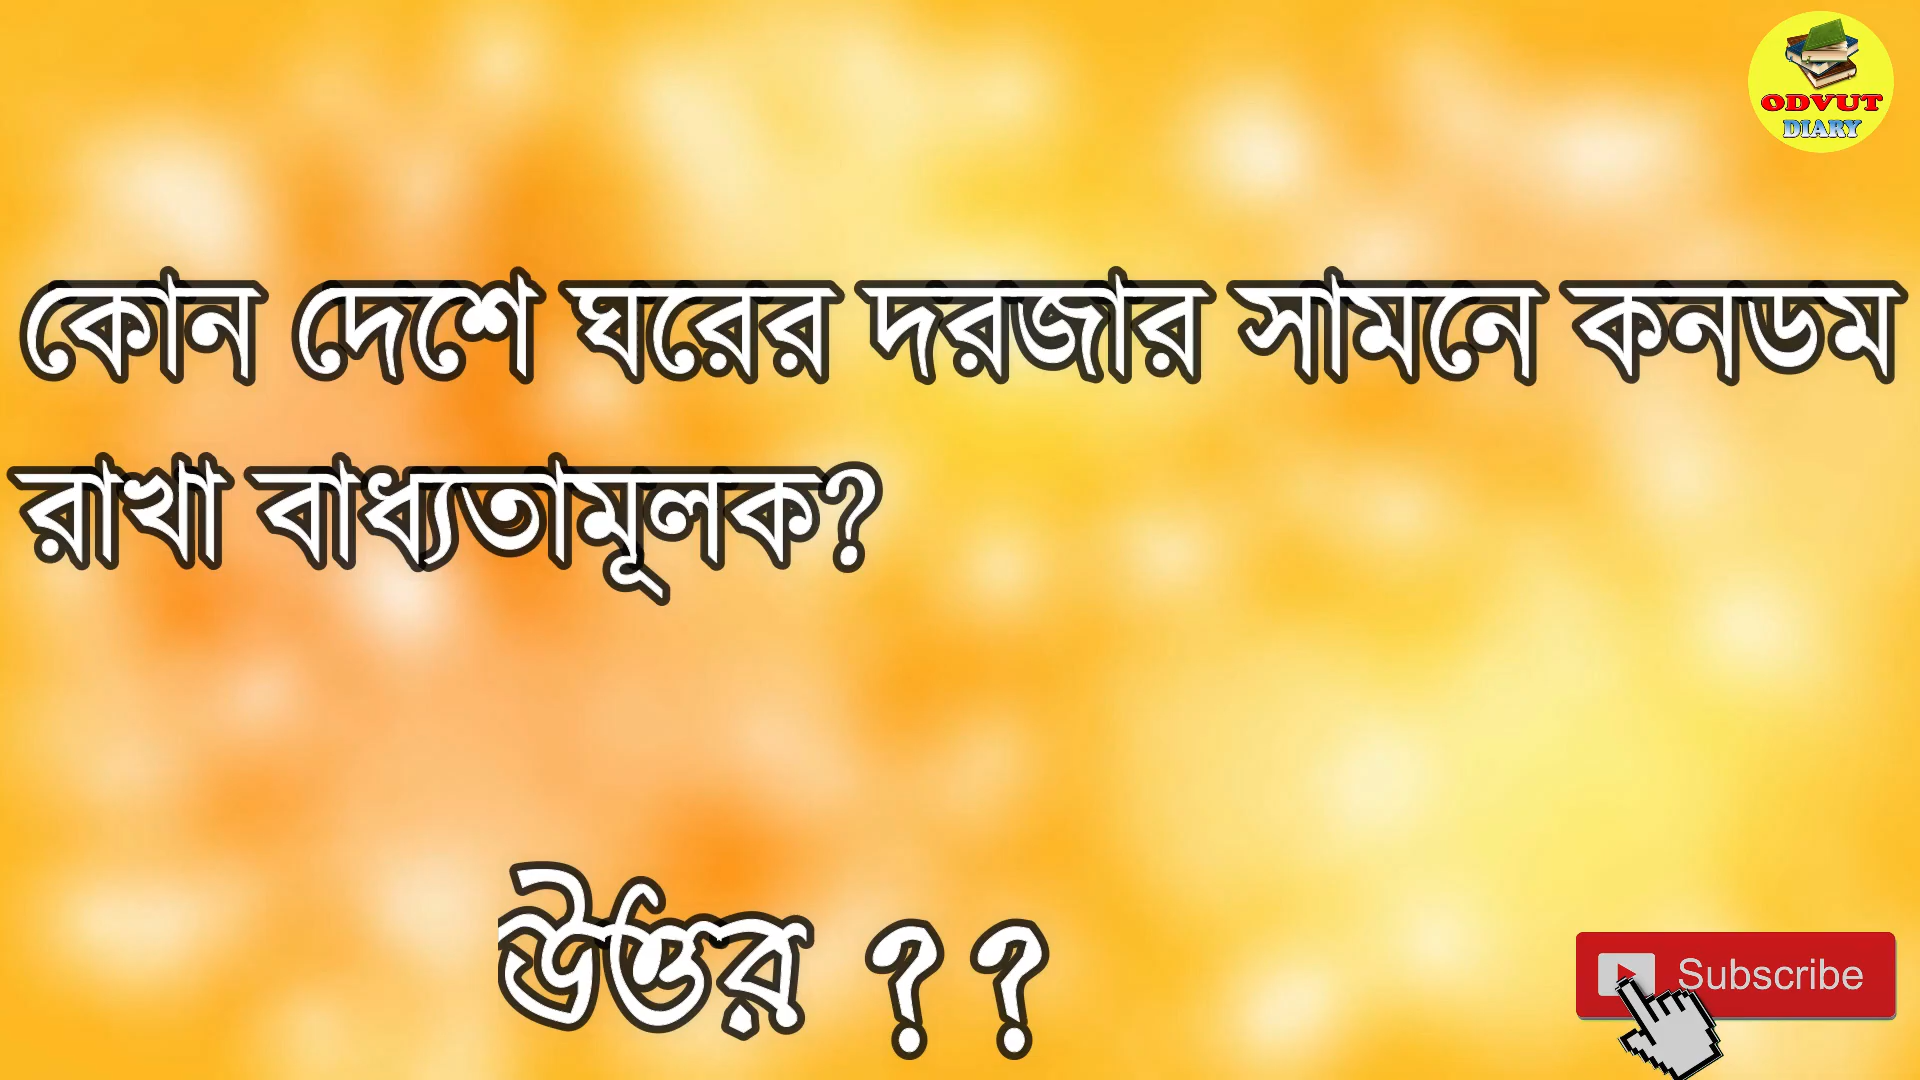 ODVUT
DIARY
কোন দেশে ঘরের দরজার সামনে কনডম
রাখা বাধ্যতামূলক?
উত্তর ??
Subscribe